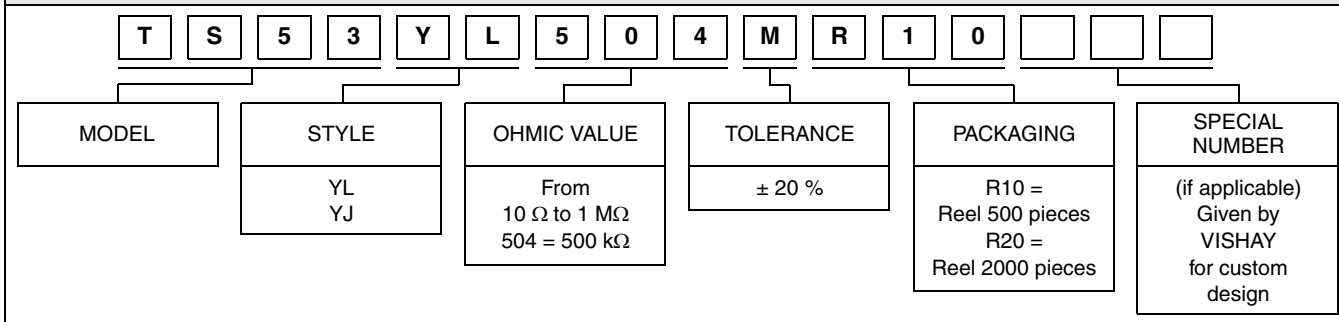 T S 5 3 Y L 5 0 4 M R 1 0
MODEL
STYLE
YL
YJ
OHMIC VALUE
From
10 Ω to 1 MΩ
504 = 500 kΩ
TOLERANCE
± 20 %
PACKAGING
R10 =
Reel 500 pieces
R20 =
Reel 2000 pieces
SPECIAL
NUMBER
(if applicable)
Given by
VISHAY
for custom
design